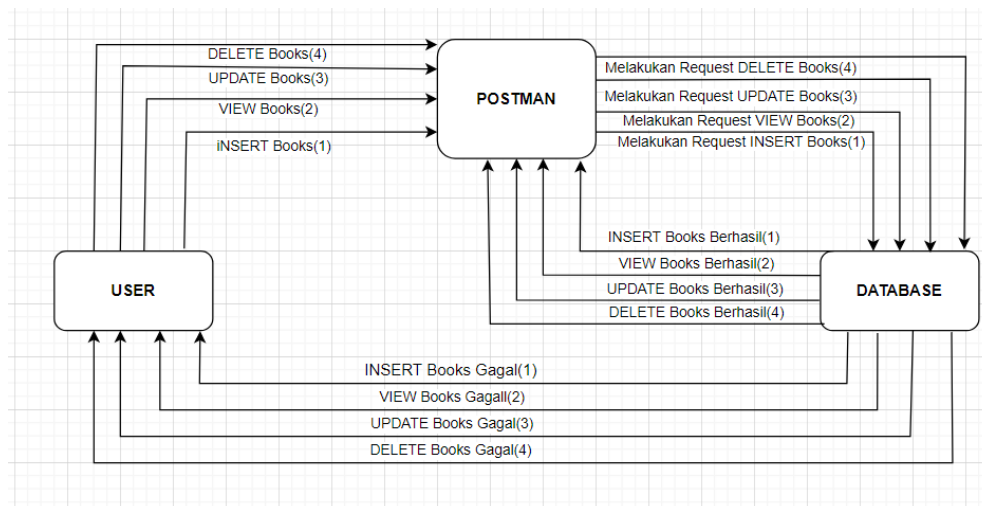 DELETE Books(4)
UPDATE Books(3)
VIEW Books(2)
iNSERT Books(1)
POSTMAN
Melakukan Request DELETE Books(4)
Melakukan Request UPDATE Books(3)
Melakukan Request VIEW Books(2)
Melakukan Request INSERT Books(1)
USER
INSERT Books Berhasil(1)
VIEW Books Berhasil(2)
UPDATE Books Berhasil(3)
DELETE Books Berhasil(4)
DATABASE
INSERT Books Gagal(1)
VIEW Books Gagall(2)
UPDATE Books Gagal(3)
DELETE Books Gagal(4)